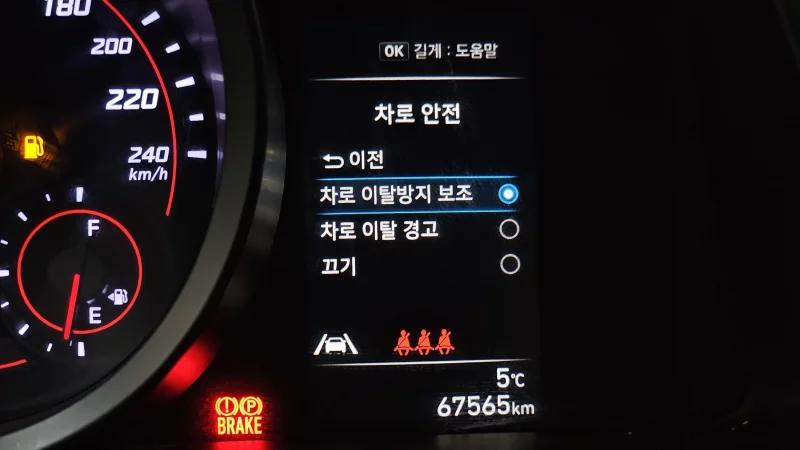 180
200
220
240
km/h
F
E
OK 길게 : 도움말
차로 안전
이전
차로 이탈방지 보조
차로 이탈 경고
끄기
5℃
67565km
P
BRAKE